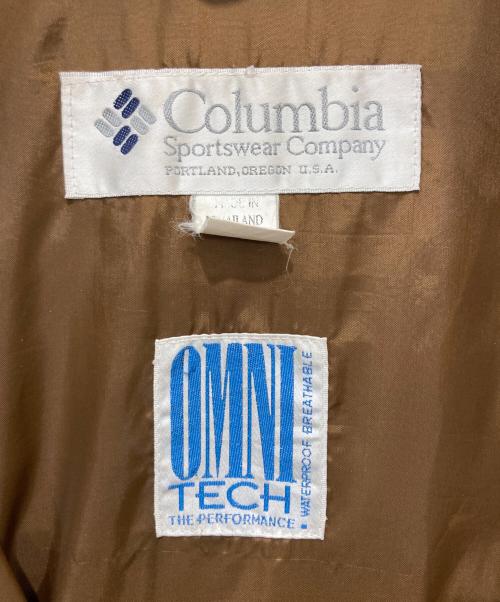 Columbia
Sportswear Company
PORTLAND, OREGON U.S.A.
OMNI
TECH
THE PERFORMANCE
WATERPROOF/BREATHABLE